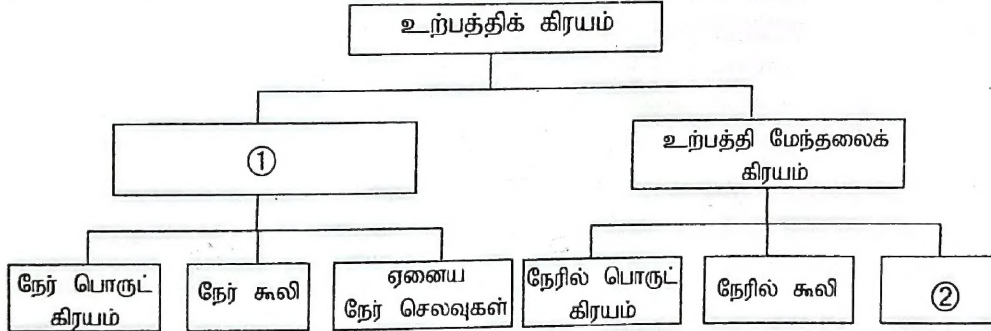 உற்பத்திக் கிரயம்
①
உற்பத்தி மேந்தலைக்
கிரயம்
நேர் பொருட்
கிரயம்
நேர் கூலி
ஏனைய
நேர் செலவுகள்
நேரில் பொருட்
கிரயம்
நேரில் கூலி
②